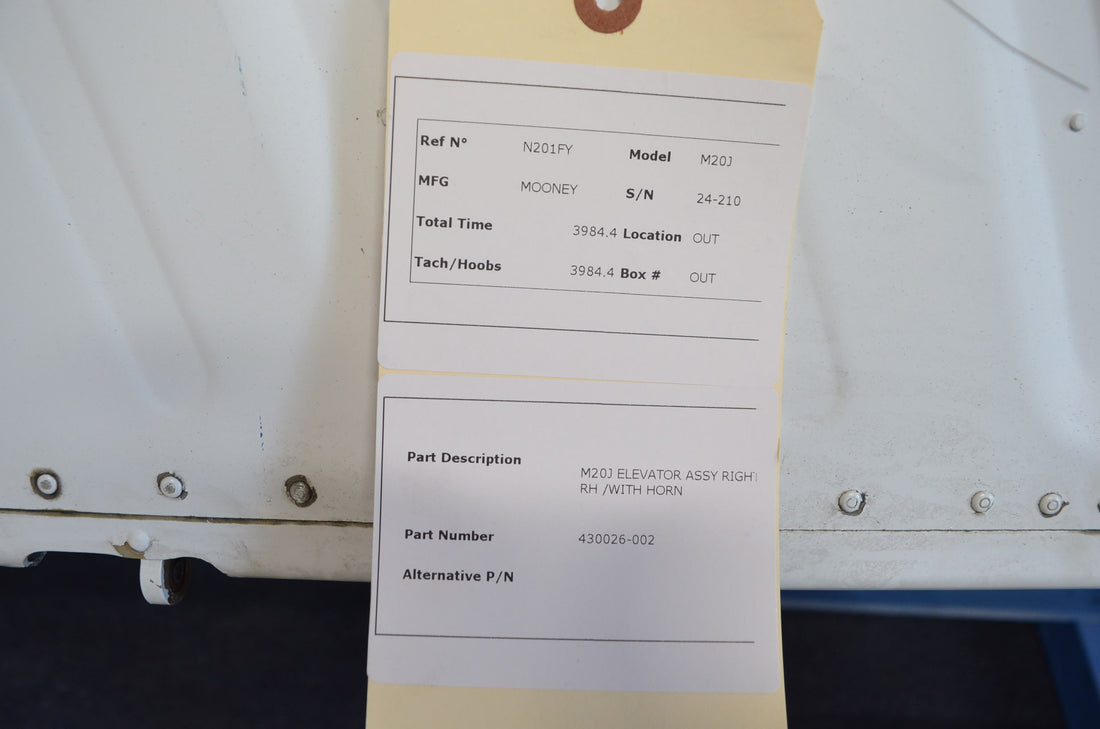 Ref N° N201FY Model M20J
MFG MOONEY S/N 24-210
Total Time 3984.4 Location OUT
Tach/Hoobs 3984.4 Box # OUT
Part Description
M20J ELEVATOR ASSY RIGHT
RH /WITH HORN
Part Number 430026-002
Alternative P/N